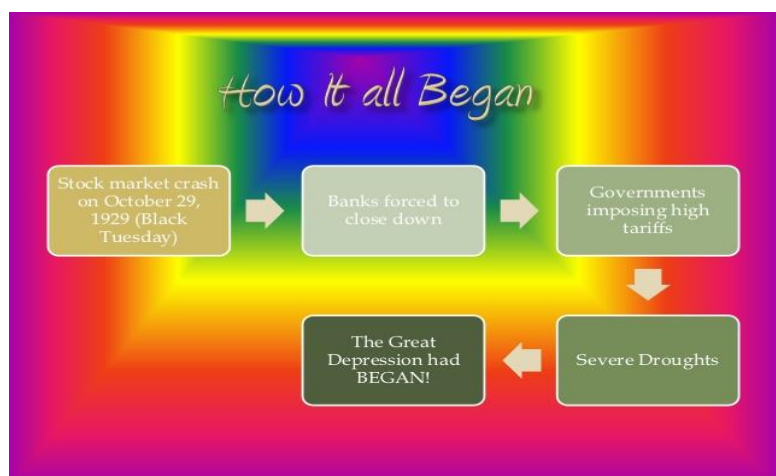 How It all Began
Stock market crash
on October 29,
1929 (Black
Tuesday)
Banks forced to
close down
Governments
imposing high
tariffs
Severe Droughts
The Great
Depression had
BEGAN!